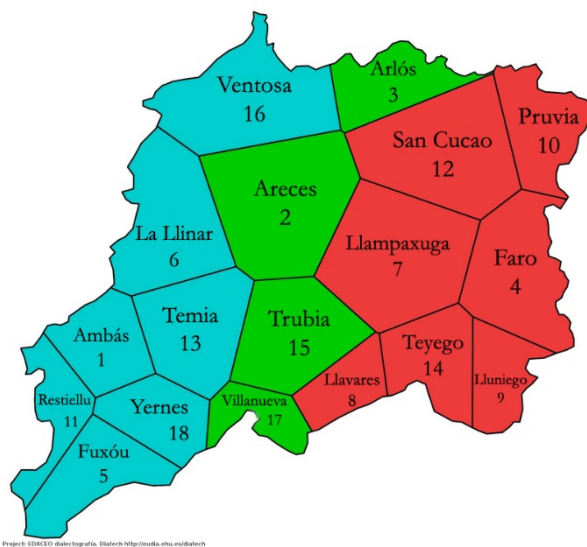 Ventosa
16
Arlós
3
Pruvia
10
San Cucao
12
Areces
2
La Llinar
6
Llampaxuga
7
Faro
4
Temia
13
Trubia
15
Ambás
1
Teyego
14
Lluniego
9
Llavares
8
Villanueva
17
Restiellu
11
Yernes
18
Fuxóu
5
Project: EDACEO dialectografía. Diatech http://eudia.ehu.es/diatech